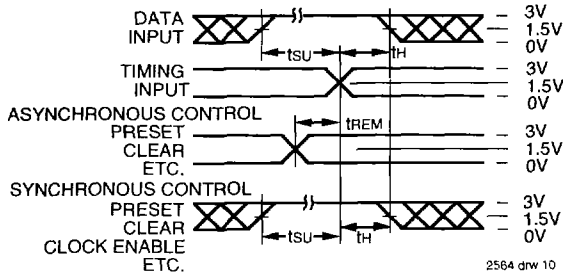 DATA
INPUT
3V
1.5V
0V
tSU
tH
TIMING
INPUT
3V
1.5V
0V
ASYNCHRONOUS CONTROL
PRESET
CLEAR
ETC.
tREM
3V
1.5V
0V
SYNCHRONOUS CONTROL
PRESET
CLEAR
CLOCK ENABLE
ETC.
tSU
tH
3V
1.5V
0V
2564 drw 10